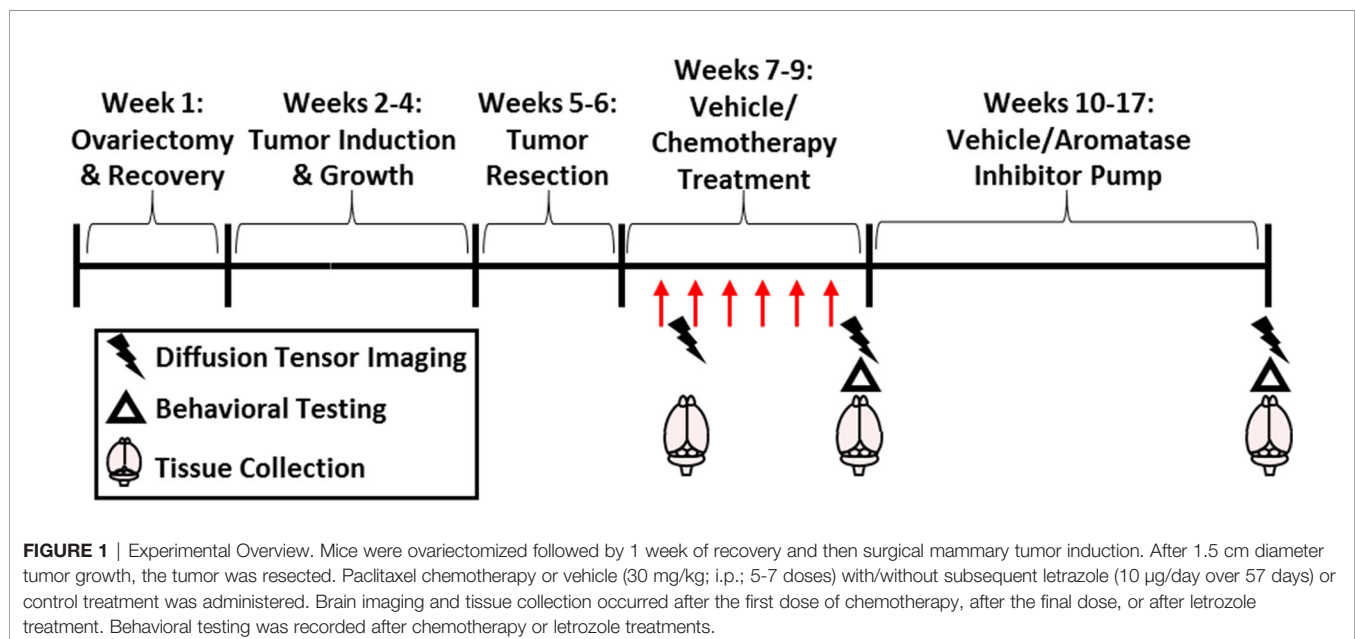 Week 1:
Ovariectomy
& Recovery
Weeks 2-4:
Tumor Induction
& Growth
Weeks 5-6:
Tumor
Resection
Weeks 7-9:
Vehicle/
Chemotherapy
Treatment
Weeks 10-17:
Vehicle/Aromatase
Inhibitor Pump
Diffusion Tensor Imaging
Behavioral Testing
Tissue Collection
FIGURE 1 | Experimental Overview. Mice were ovariectomized followed by 1 week of recovery and then surgical mammary tumor induction. After 1.5 cm diameter
tumor growth, the tumor was resected. Paclitaxel chemotherapy or vehicle (30 mg/kg; i.p.; 5-7 doses) with/without subsequent letrazole (10 µg/day over 57 days) or
control treatment was administered. Brain imaging and tissue collection occurred after the first dose of chemotherapy, after the final dose, or after letrozole
treatment. Behavioral testing was recorded after chemotherapy or letrozole treatments.